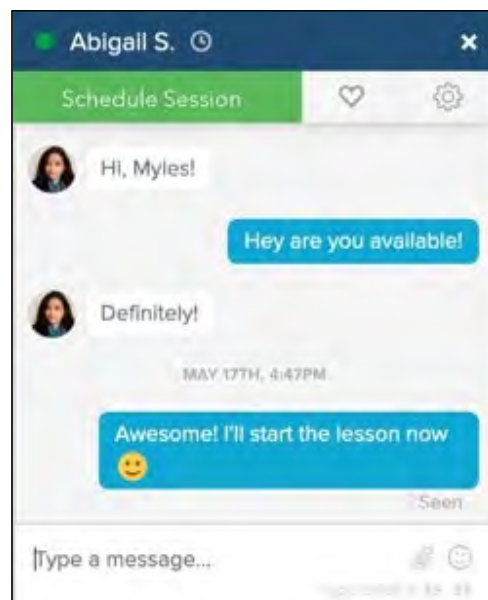 Abigail S.
Schedule Session
Hi, Myles!
Hey are you available!
Definitely!
MAY 17TH, 4:47PM
Awesome! I'll start the lesson now
🙂
Seen
Type a message...